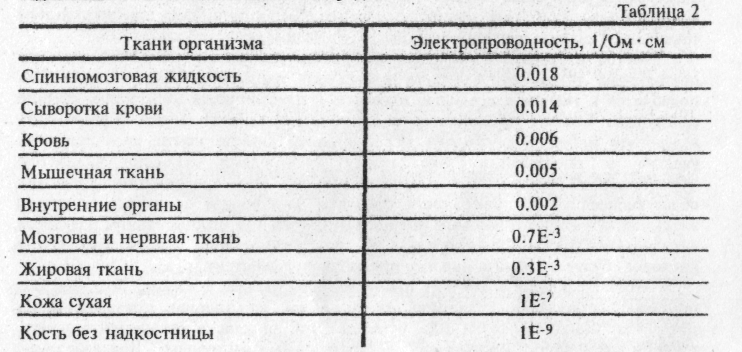 Таблица 2
Ткани организма Электропроводность, 1/Ом · см
Спинномозговая жидкость 0.018
Сыворотка крови 0.014
Кровь 0.006
Мышечная ткань 0.005
Внутренние органы 0.002
Мозговая и нервная ткань 0.7E-3
Жировая ткань 0.3E-3
Кожа сухая 1E-7
Кость без надкостницы 1E-9